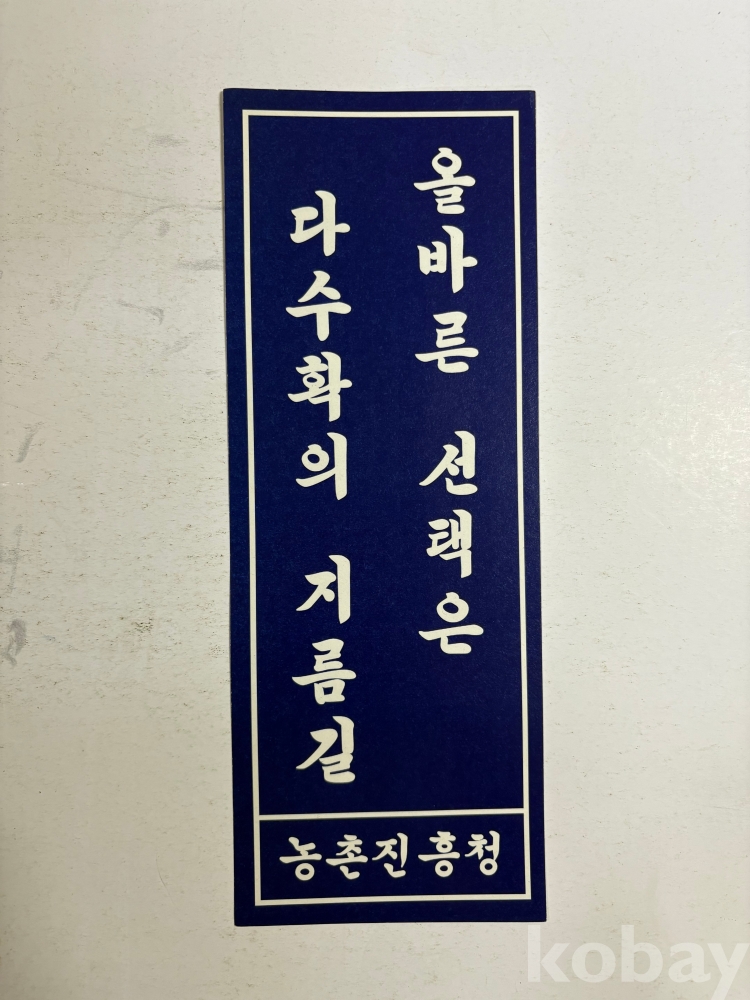 올바른 선택은
다수확의 지름길
농촌진흥청
kobay